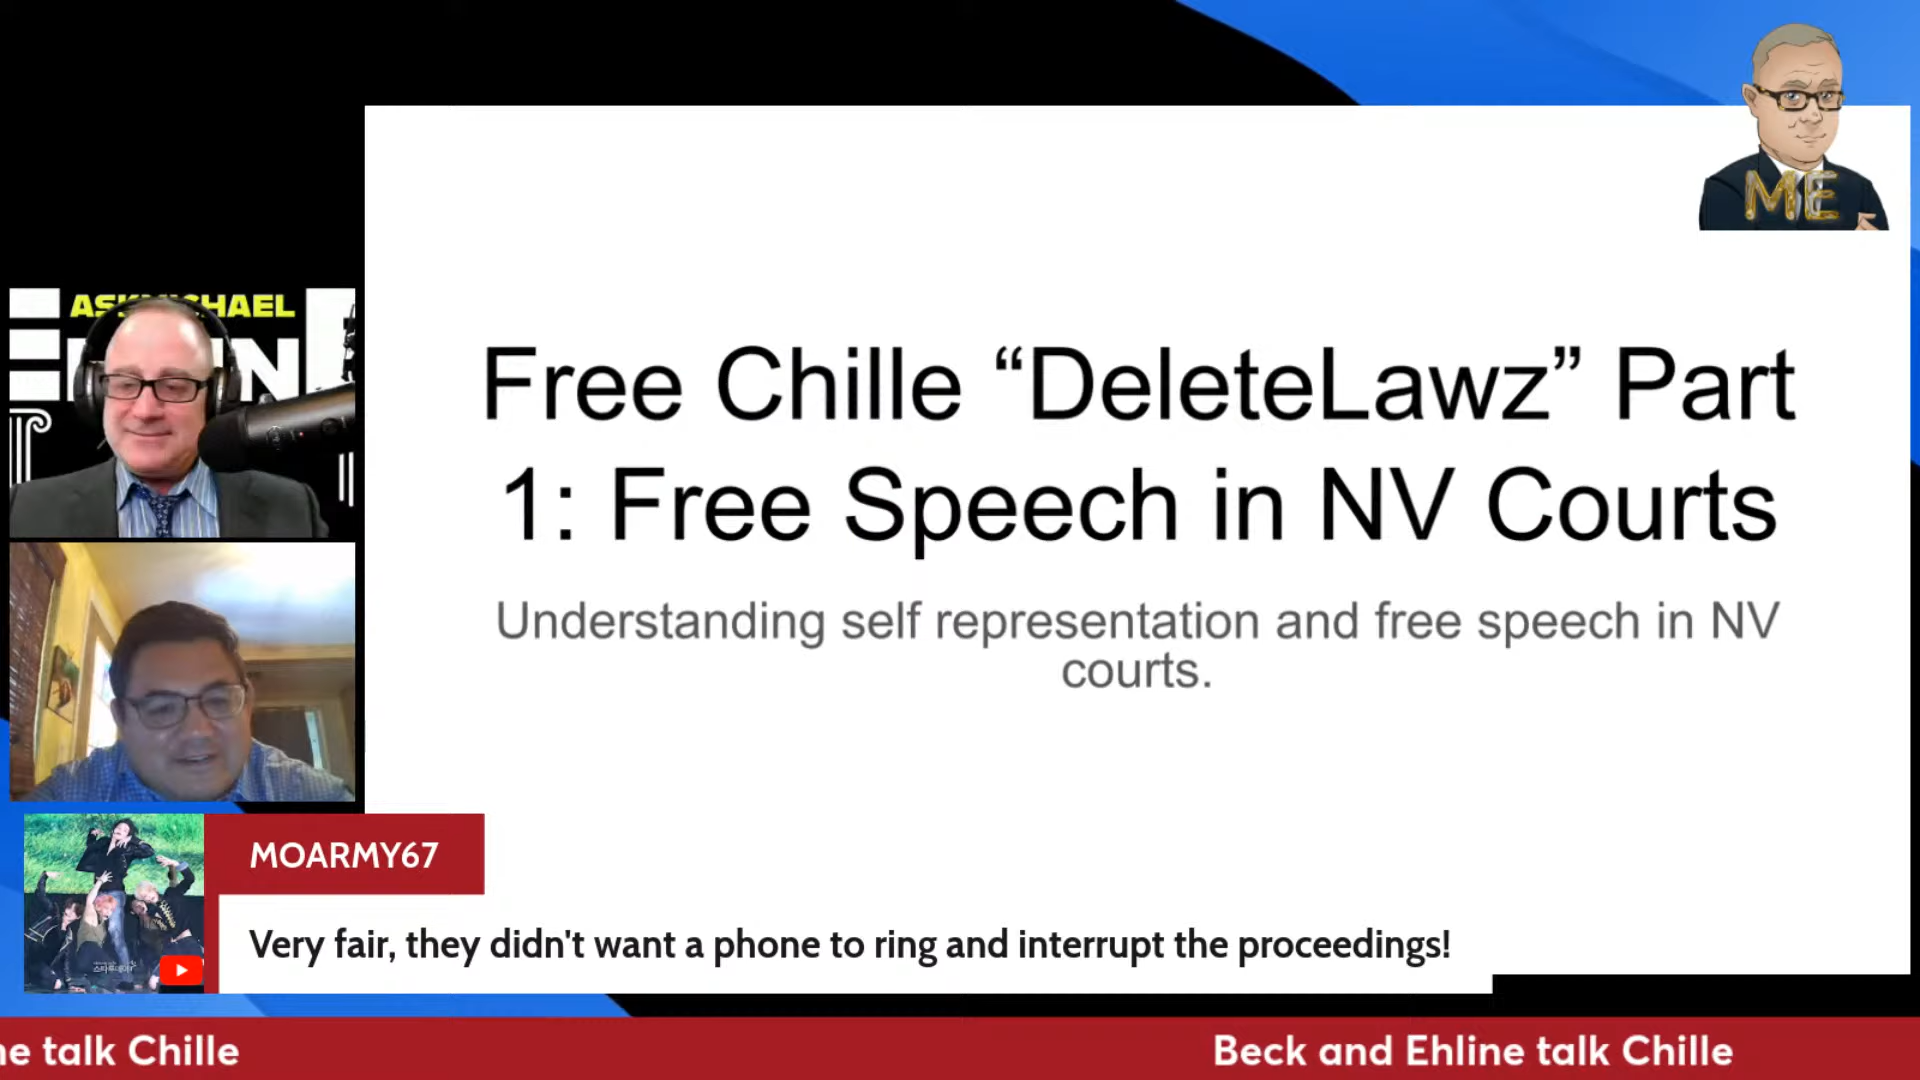 ME
ASKMICHAEL
Free Chille “DeleteLawz” Part
1: Free Speech in NV Courts
Understanding self representation and free speech in NV
courts.
MOARMY67
Very fair, they didn't want a phone to ring and interrupt the proceedings!
ne talk Chille
Beck and Ehline talk Chille